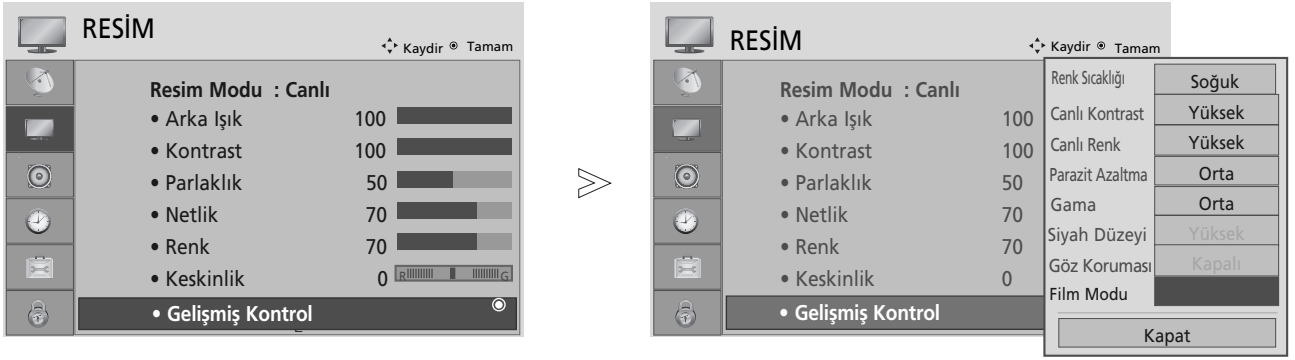 RESİM
Kaydir Tamam
Resim Modu : Canlı
• Arka Işık 100
• Kontrast 100
• Parlaklık 50
• Netlik 70
• Renk 70
• Keskinlik 0 R G
• Gelişmiş Kontrol
RESİM
Kaydir Tamam
Resim Modu : Canlı
• Arka Işık 100
• Kontrast 100
• Parlaklık 50
• Netlik 70
• Renk 70
• Keskinlik 0
• Gelişmiş Kontrol
Renk Sıcaklığı Soğuk
Canlı Kontrast Yüksek
Canlı Renk Yüksek
Parazit Azaltma Orta
Gama Orta
Siyah Düzeyi Yüksek
Göz Koruması Kapalı
Film Modu
Kapat